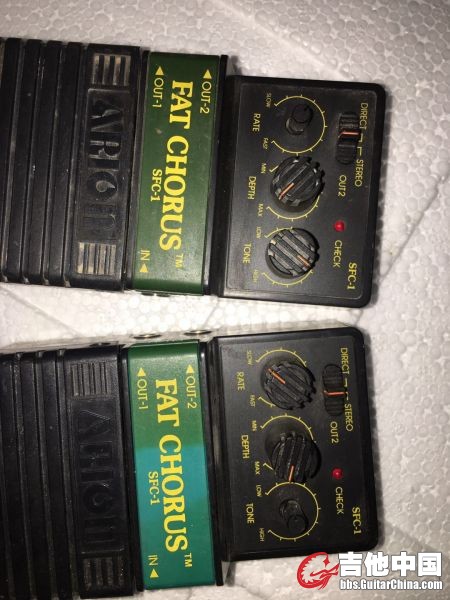 ARION
◀OUT-1
◀OUT-2
FAT CHORUS™
SFC-1
IN◀
SLOW
FAST
RATE
MIN
MAX
DEPTH
LOW
HIGH
TONE
DIRECT
STEREO
OUT2
CHECK
SFC-1
ARION
◀OUT-1
◀OUT-2
FAT CHORUS™
SFC-1
IN◀
SLOW
FAST
RATE
MIN
MAX
DEPTH
LOW
HIGH
TONE
DIRECT
STEREO
OUT2
CHECK
SFC-1
吉他中国
bbs.GuitarChina.com